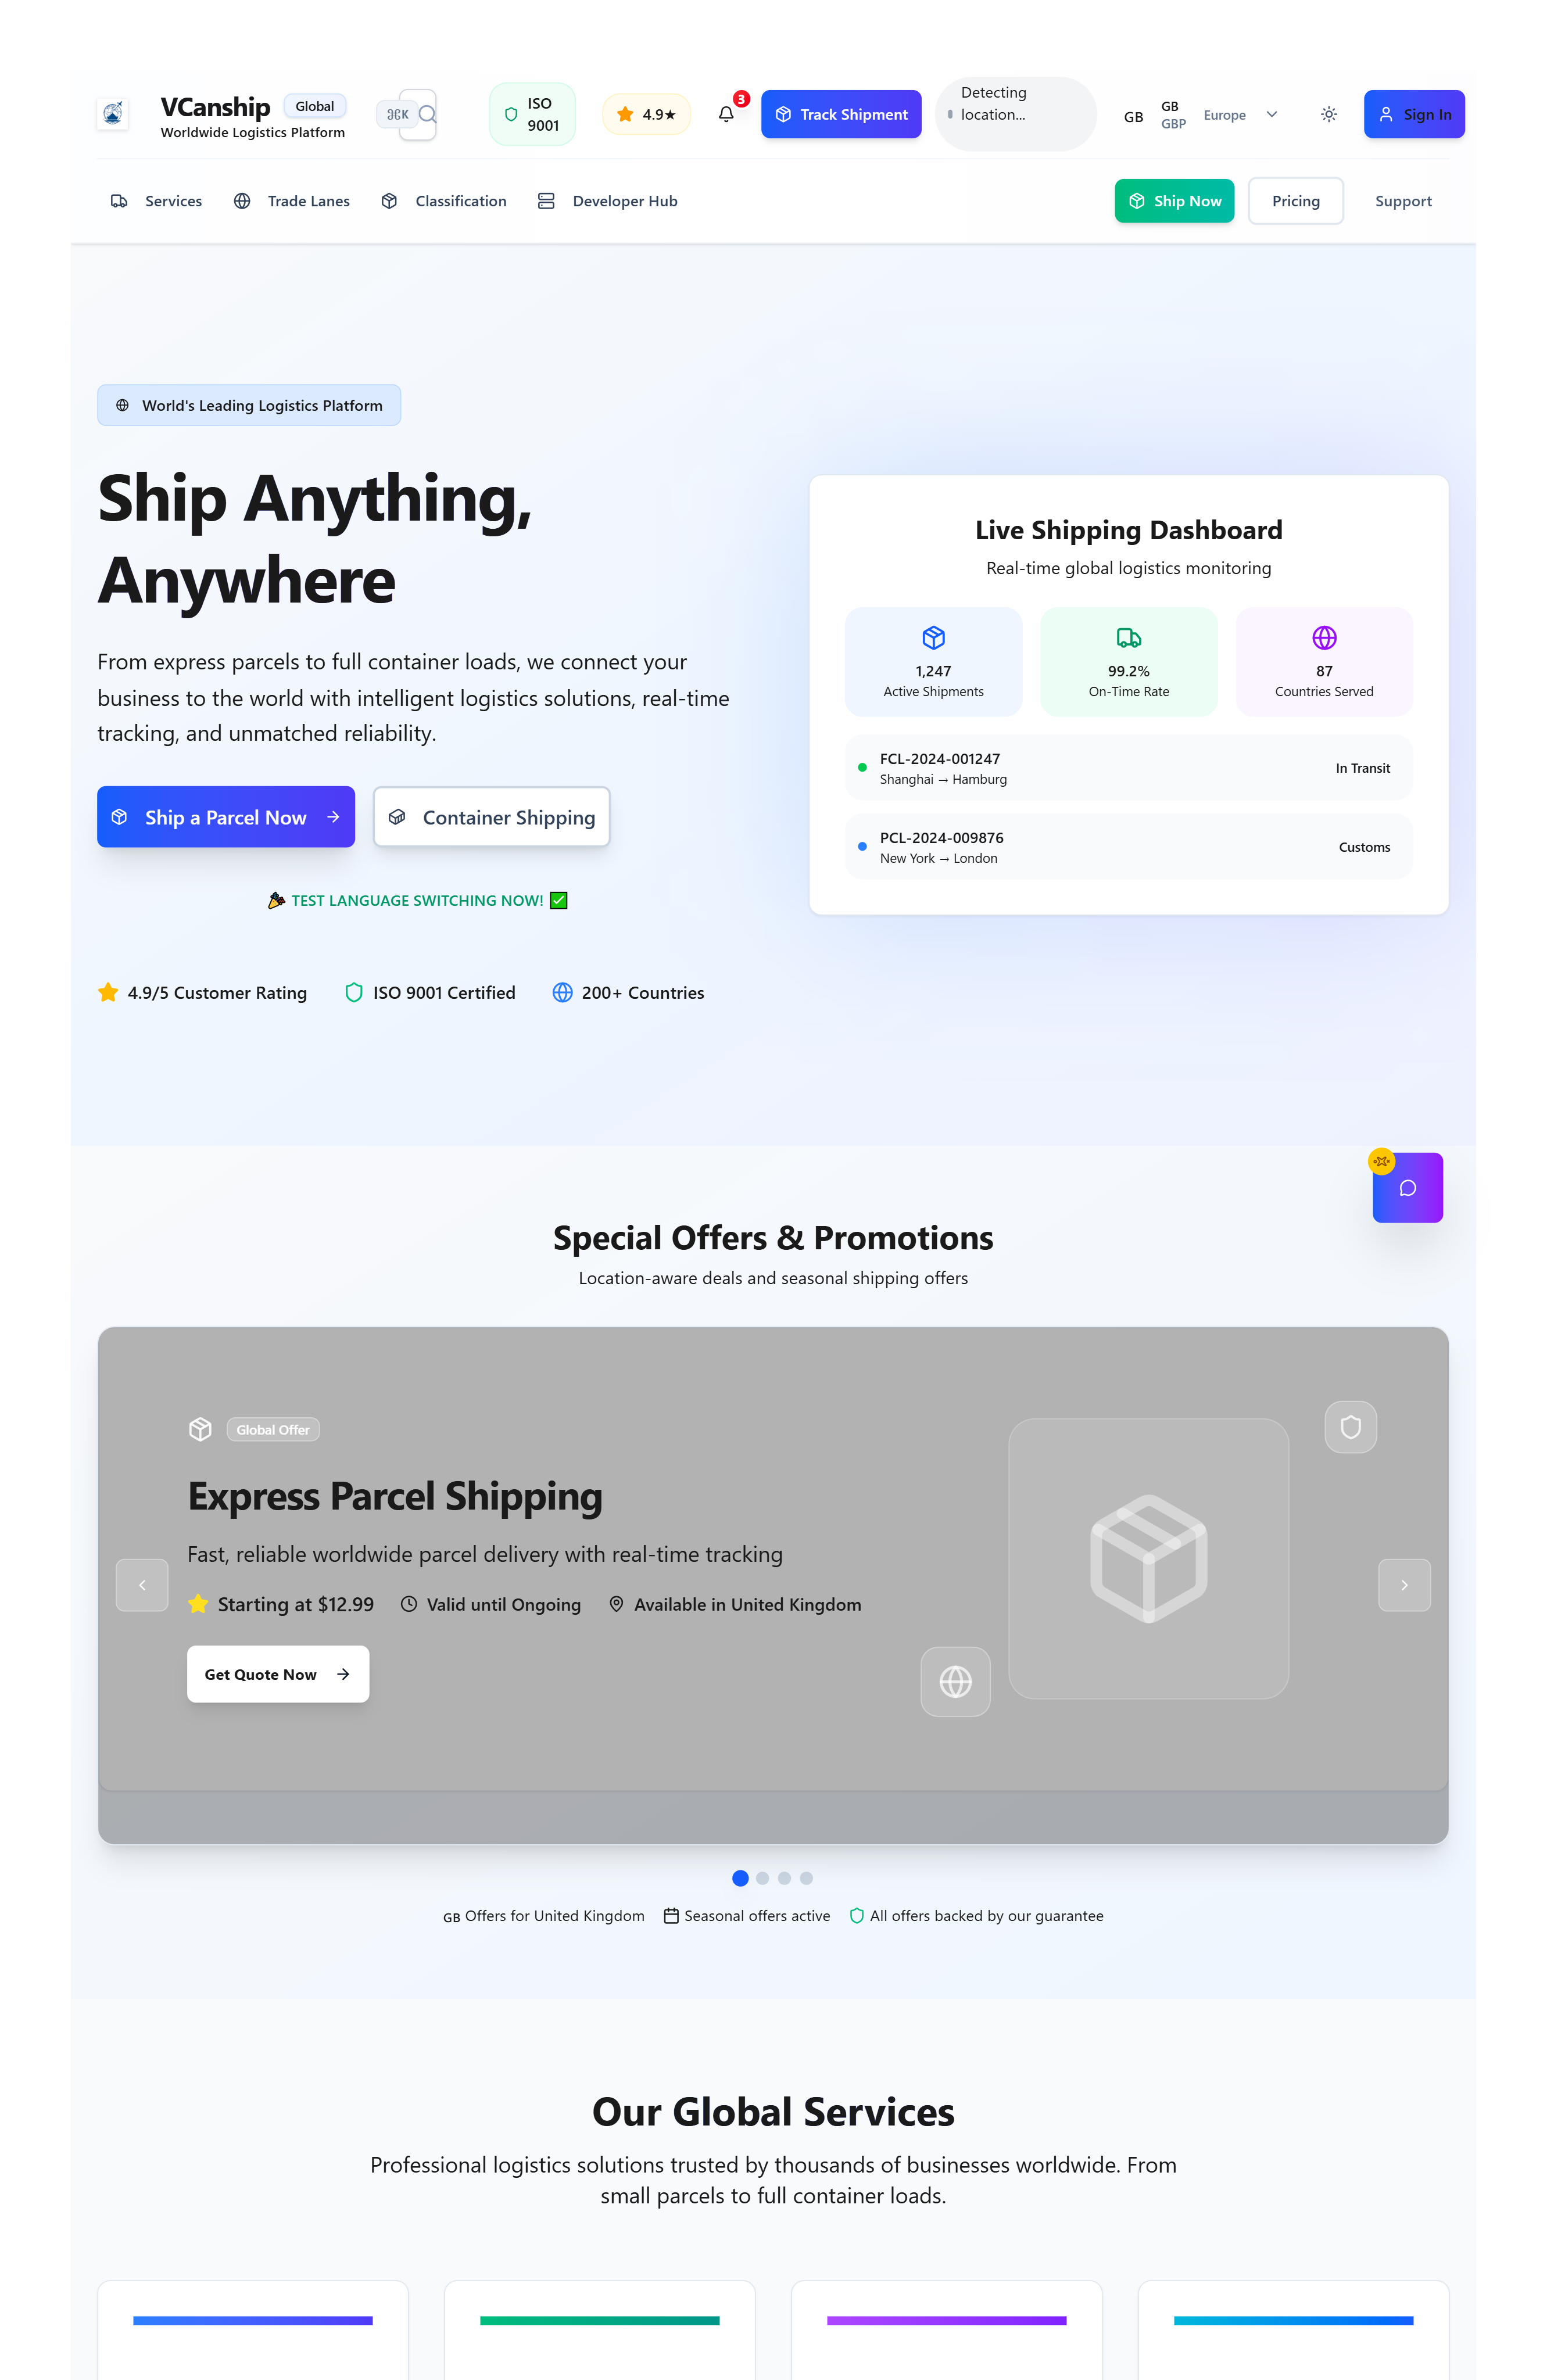 VCanship
Global
Worldwide Logistics Platform
⌘K
ISO
9001
4.9★
3
Track Shipment
Detecting
location...
GB
GB
GBP
Europe
Sign In
Services
Trade Lanes
Classification
Developer Hub
Ship Now
Pricing
Support
World's Leading Logistics Platform
Ship Anything,
Anywhere
From express parcels to full container loads, we connect your
business to the world with intelligent logistics solutions, real-time
tracking, and unmatched reliability.
Ship a Parcel Now
Container Shipping
🎉 TEST LANGUAGE SWITCHING NOW! ✅
4.9/5 Customer Rating
ISO 9001 Certified
200+ Countries
Live Shipping Dashboard
Real-time global logistics monitoring
1,247
Active Shipments
99.2%
On-Time Rate
87
Countries Served
FCL-2024-001247
Shanghai → Hamburg
In Transit
PCL-2024-009876
New York → London
Customs
Special Offers & Promotions
Location-aware deals and seasonal shipping offers
Global Offer
Express Parcel Shipping
Fast, reliable worldwide parcel delivery with real-time tracking
Starting at $12.99
Valid until Ongoing
Available in United Kingdom
Get Quote Now
GB Offers for United Kingdom
Seasonal offers active
All offers backed by our guarantee
Our Global Services
Professional logistics solutions trusted by thousands of businesses worldwide. From
small parcels to full container loads.